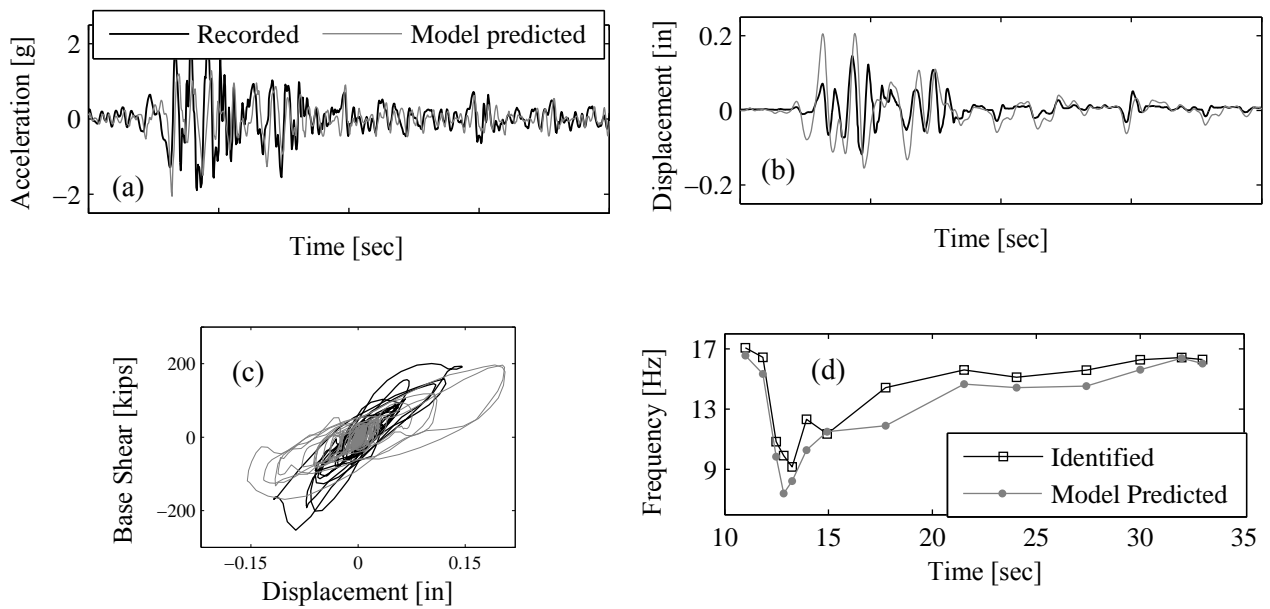 Recorded Model predicted
Acceleration [g]
2
0
−2
(a)
Time [sec]
Displacement [in]
0.2
0
−0.2
(b)
Time [sec]
Base Shear [kips]
200
0
−200
(c)
−0.15 0 0.15
Displacement [in]
Frequency [Hz]
17
13
9
(d)
Identified
Model Predicted
10 15 20 25 30 35
Time [sec]